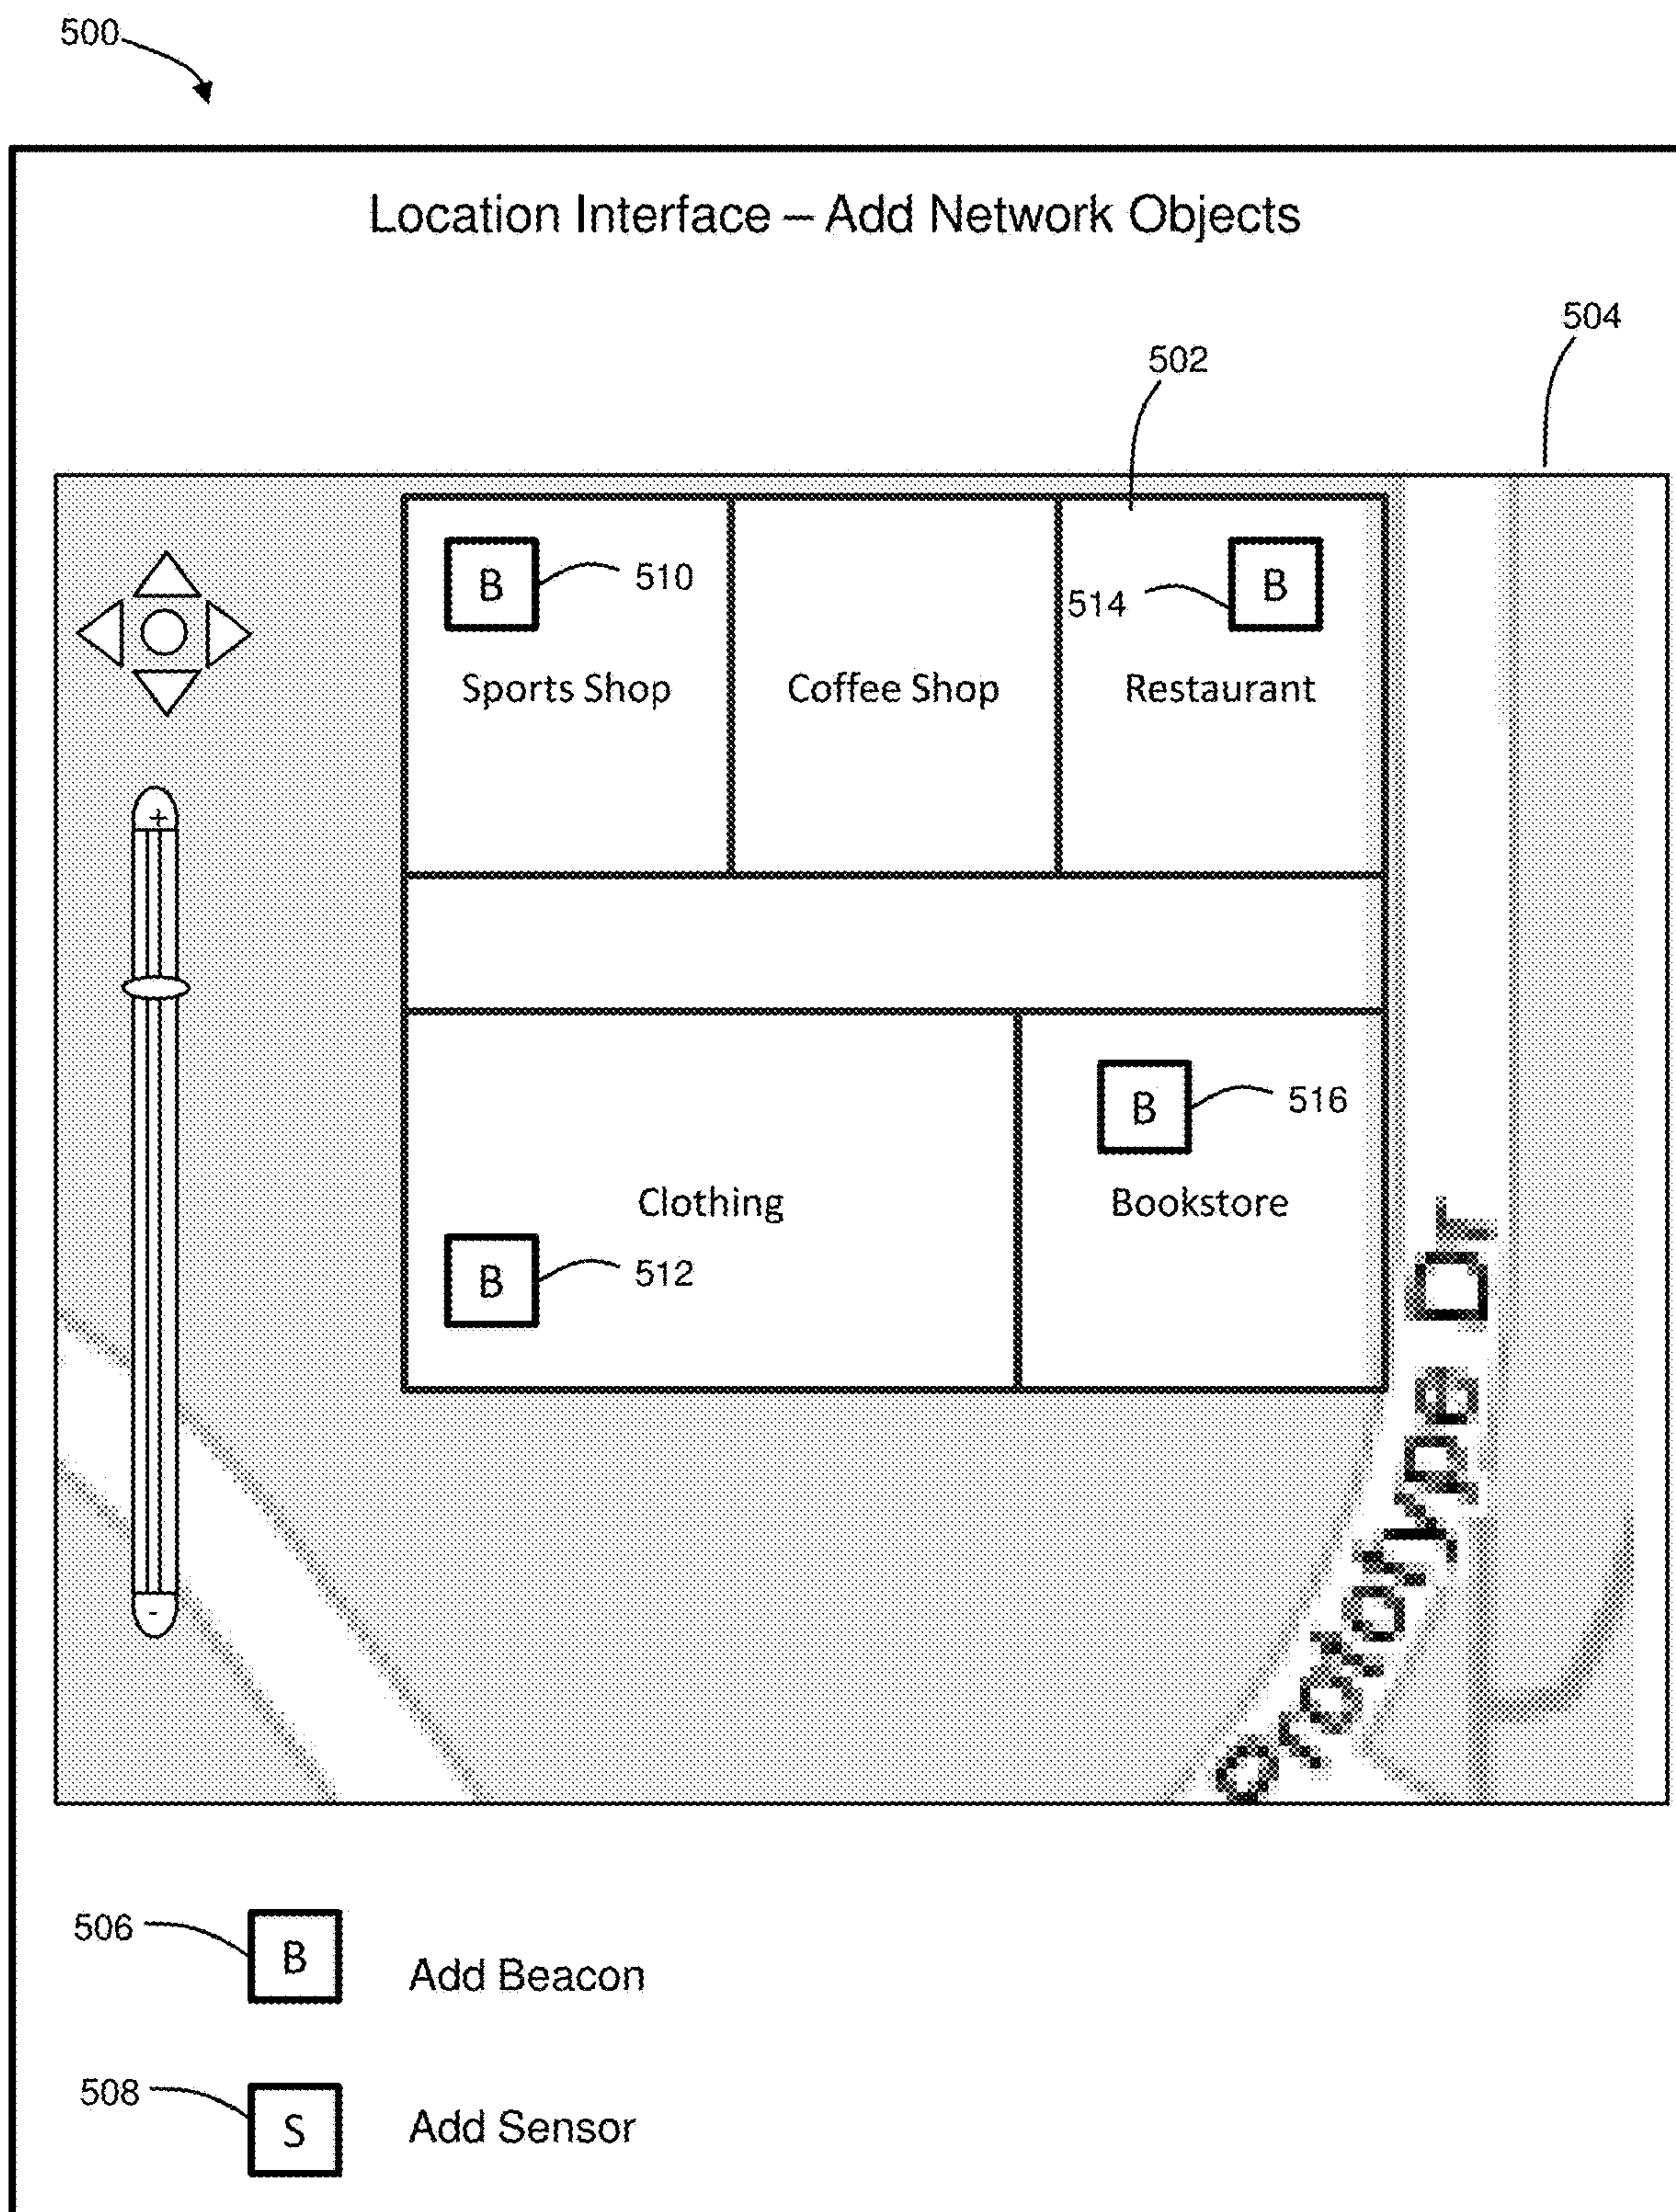 500
Location Interface – Add Network Objects
504
502
B 510
514 B
Sports Shop
Coffee Shop
Restaurant
+
B 516
Clothing
Bookstore
B 512
-
rototype Dr
506 B Add Beacon
508 S Add Sensor